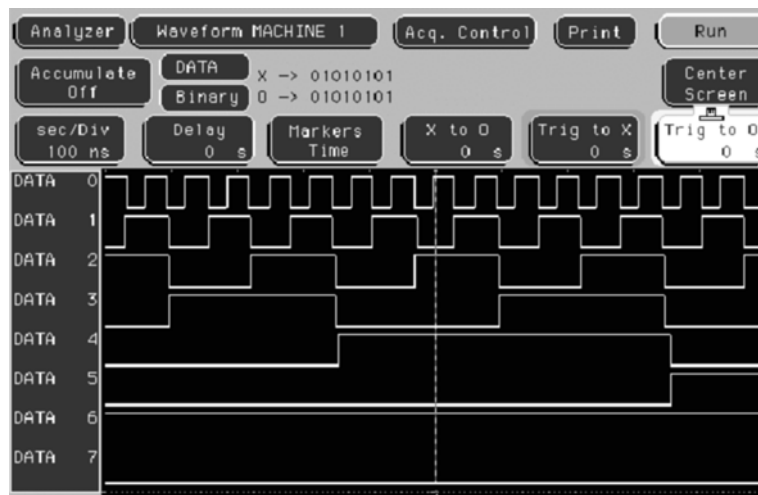 Analyzer Waveform MACHINE 1 Acq. Control Print Run
Accumulate Off DATA X -> 01010101 Center Screen
Binary O -> 01010101
sec/Div Delay Markers X to O Trig to X Trig to O
100 ns 0 s Time 0 s 0 s 0 s
DATA 0
DATA 1
DATA 2
DATA 3
DATA 4
DATA 5
DATA 6
DATA 7